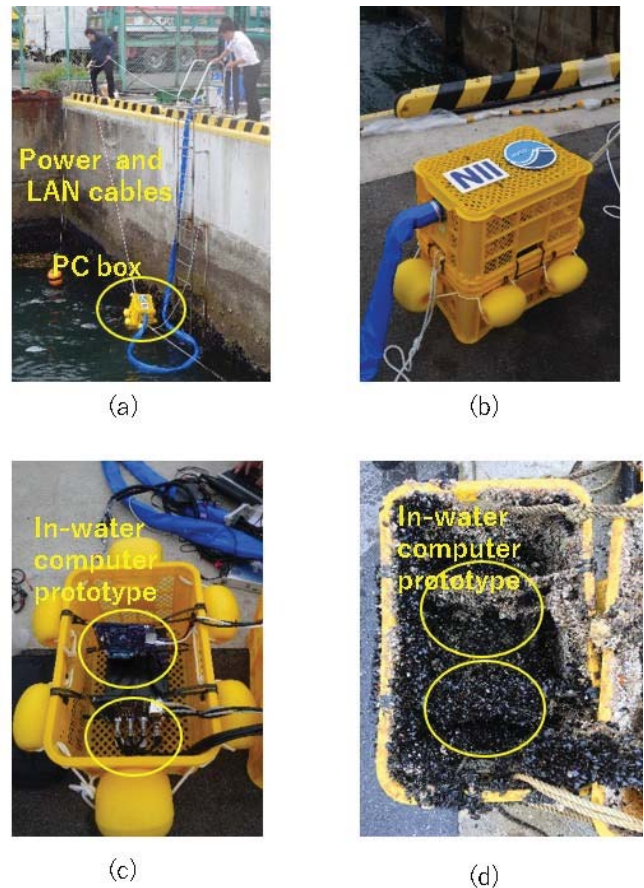 Power and
LAN cables
PC box
NII
(a)
(b)
In-water
computer
prototype
In-water
computer
prototype
(c)
(d)